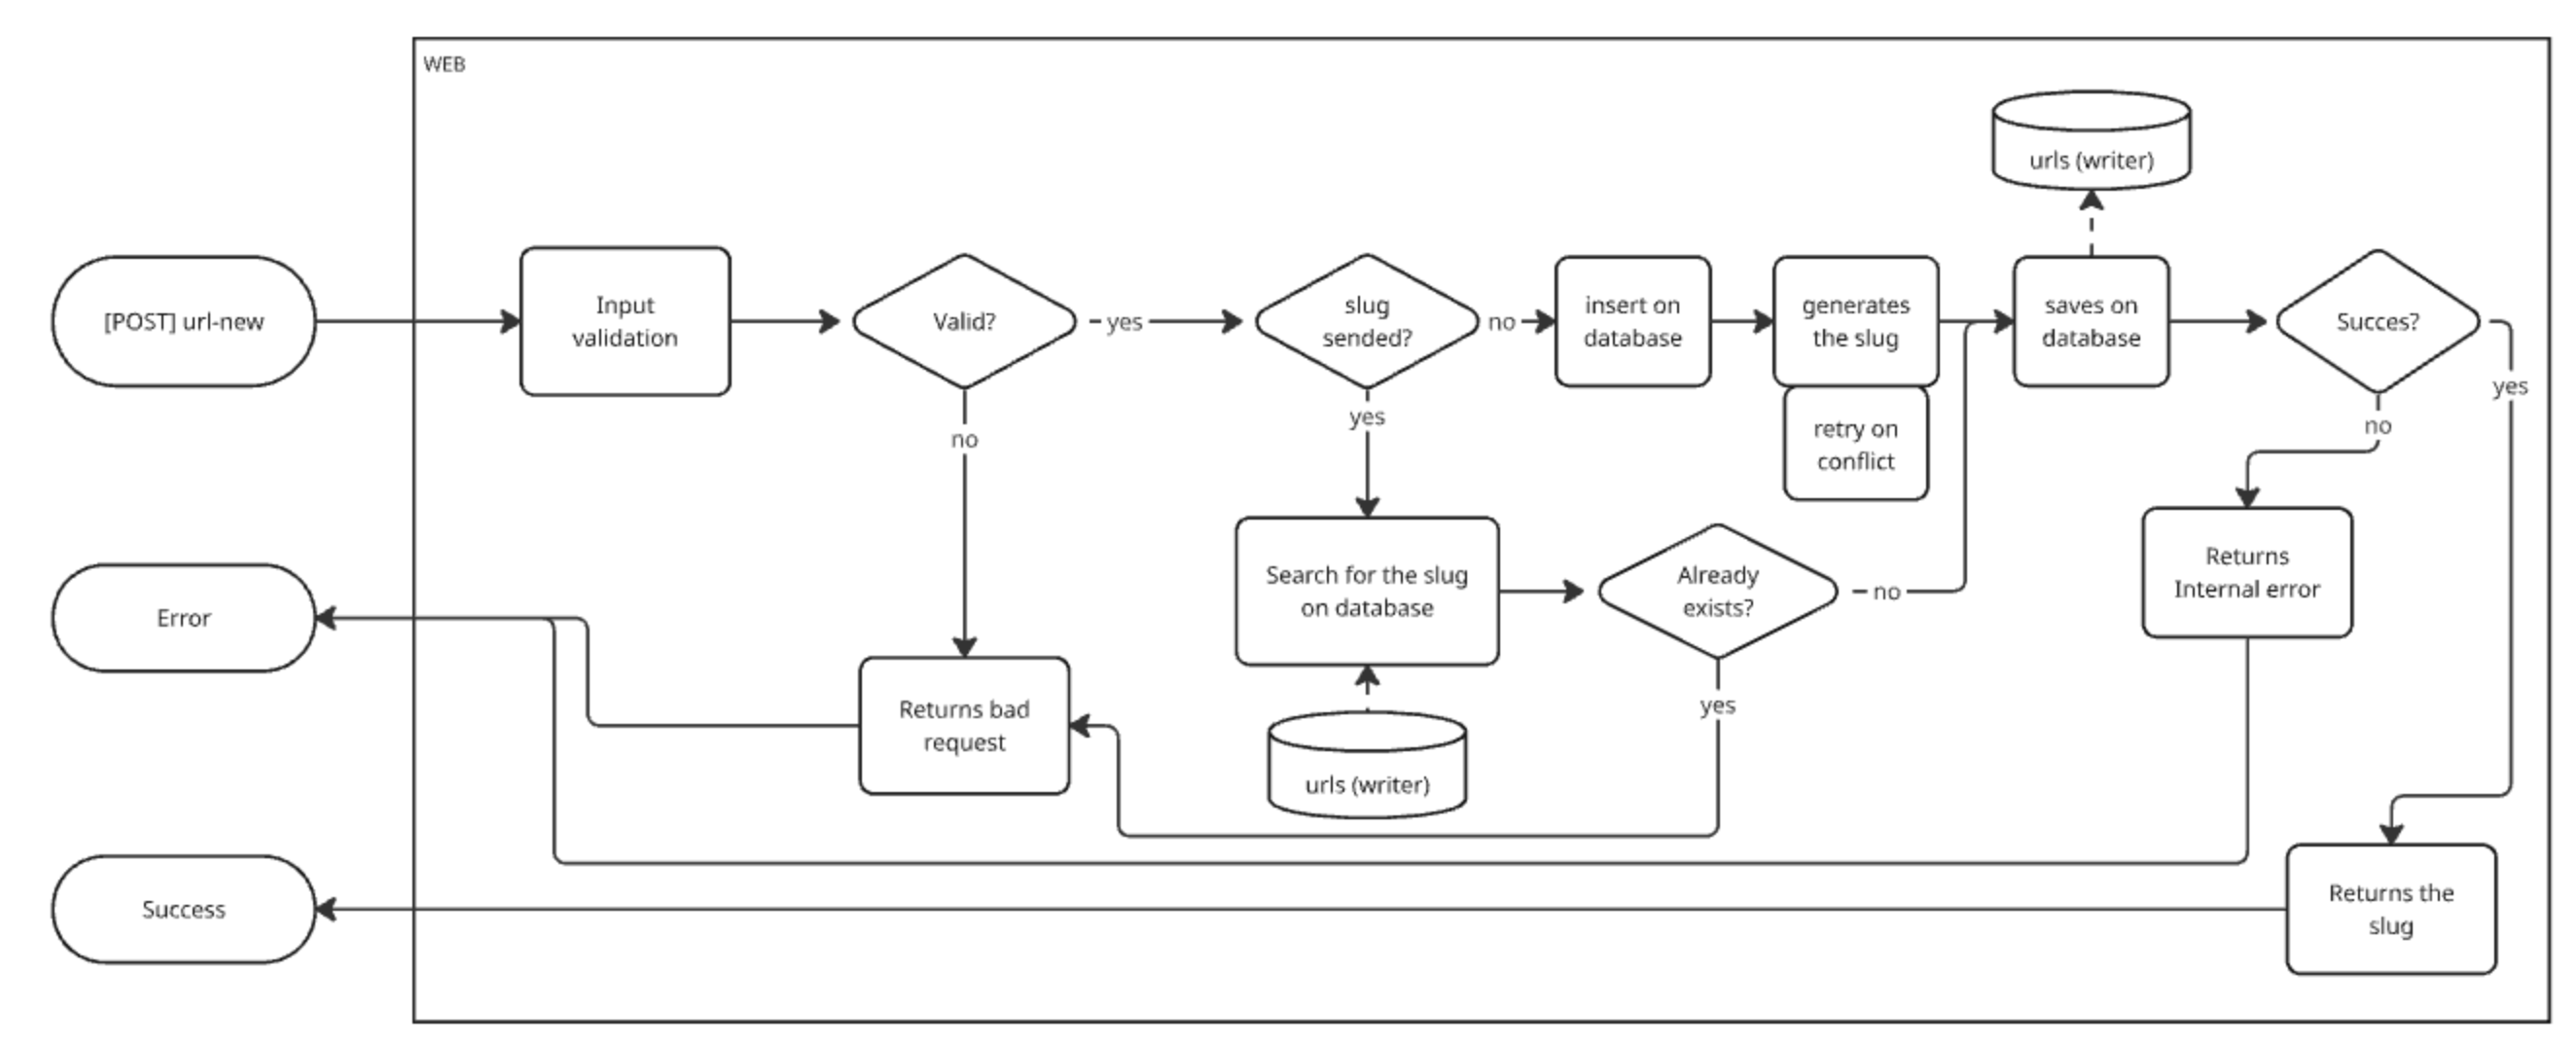 WEB
urls (writer)
[POST] url-new
Input
validation
Valid?
yes
slug
sended?
no
insert on
database
generates
the slug
saves on
database
Succes?
yes
no
yes
no
retry on
conflict
Search for the slug
on database
Already
exists?
no
Returns
Internal error
Error
Returns bad
request
yes
urls (writer)
Success
Returns the
slug